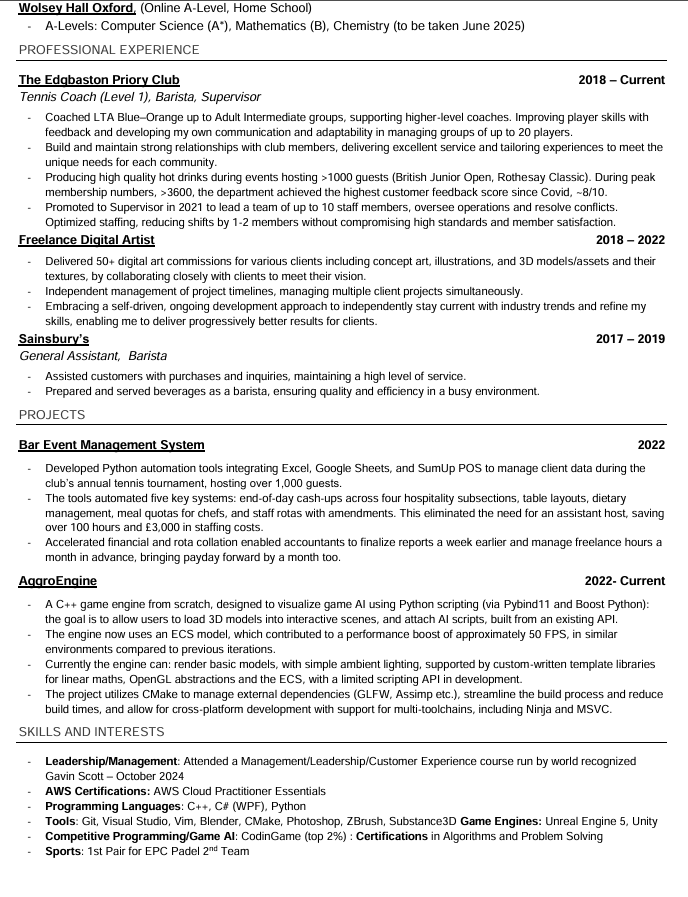 Wolsey Hall Oxford, (Online A-Level, Home School)
- A-Levels: Computer Science (A*), Mathematics (B), Chemistry (to be taken June 2025)
PROFESSIONAL EXPERIENCE
The Edgbaston Priory Club 2018 – Current
Tennis Coach (Level 1), Barista, Supervisor
- Coached LTA Blue–Orange up to Adult Intermediate groups, supporting higher-level coaches. Improving player skills with
feedback and developing my own communication and adaptability in managing groups of up to 20 players.
- Build and maintain strong relationships with club members, delivering excellent service and tailoring experiences to meet the
unique needs for each community.
- Producing high quality hot drinks during events hosting >1000 guests (British Junior Open, Rothesay Classic). During peak
membership numbers, >3600, the department achieved the highest customer feedback score since Covid, ~8/10.
- Promoted to Supervisor in 2021 to lead a team of up to 10 staff members, oversee operations and resolve conflicts.
Optimized staffing, reducing shifts by 1-2 members without compromising high standards and member satisfaction.
Freelance Digital Artist 2018 – 2022
- Delivered 50+ digital art commissions for various clients including concept art, illustrations, and 3D models/assets and their
textures, by collaborating closely with clients to meet their vision.
- Independent management of project timelines, managing multiple client projects simultaneously.
- Embracing a self-driven, ongoing development approach to independently stay current with industry trends and refine my
skills, enabling me to deliver progressively better results for clients.
Sainsbury's 2017 – 2019
General Assistant, Barista
- Assisted customers with purchases and inquiries, maintaining a high level of service.
- Prepared and served beverages as a barista, ensuring quality and efficiency in a busy environment.
PROJECTS
Bar Event Management System 2022
- Developed Python automation tools integrating Excel, Google Sheets, and SumUp POS to manage client data during the
club's annual tennis tournament, hosting over 1,000 guests.
- The tools automated five key systems: end-of-day cash-ups across four hospitality subsections, table layouts, dietary
management, meal quotas for chefs, and staff rotas with amendments. This eliminated the need for an assistant host, saving
over 100 hours and £3,000 in staffing costs.
- Accelerated financial and rota collation enabled accountants to finalize reports a week earlier and manage freelance hours a
month in advance, bringing payday forward by a month too.
AggroEngine 2022- Current
- A C++ game engine from scratch, designed to visualize game AI using Python scripting (via Pybind11 and Boost Python):
the goal is to allow users to load 3D models into interactive scenes, and attach AI scripts, built from an existing API.
- The engine now uses an ECS model, which contributed to a performance boost of approximately 50 FPS, in similar
environments compared to previous iterations.
- Currently the engine can: render basic models, with simple ambient lighting, supported by custom-written template libraries
for linear maths, OpenGL abstractions and the ECS, with a limited scripting API in development.
- The project utilizes CMake to manage external dependencies (GLFW, Assimp etc.), streamline the build process and reduce
build times, and allow for cross-platform development with support for multi-toolchains, including Ninja and MSVC.
SKILLS AND INTERESTS
- Leadership/Management: Attended a Management/Leadership/Customer Experience course run by world recognized
Gavin Scott – October 2024
- AWS Certifications: AWS Cloud Practitioner Essentials
- Programming Languages: C++, C# (WPF), Python
- Tools: Git, Visual Studio, Vim, Blender, CMake, Photoshop, ZBrush, Substance3D Game Engines: Unreal Engine 5, Unity
- Competitive Programming/Game AI: CodinGame (top 2%) : Certifications in Algorithms and Problem Solving
- Sports: 1st Pair for EPC Padel 2nd Team